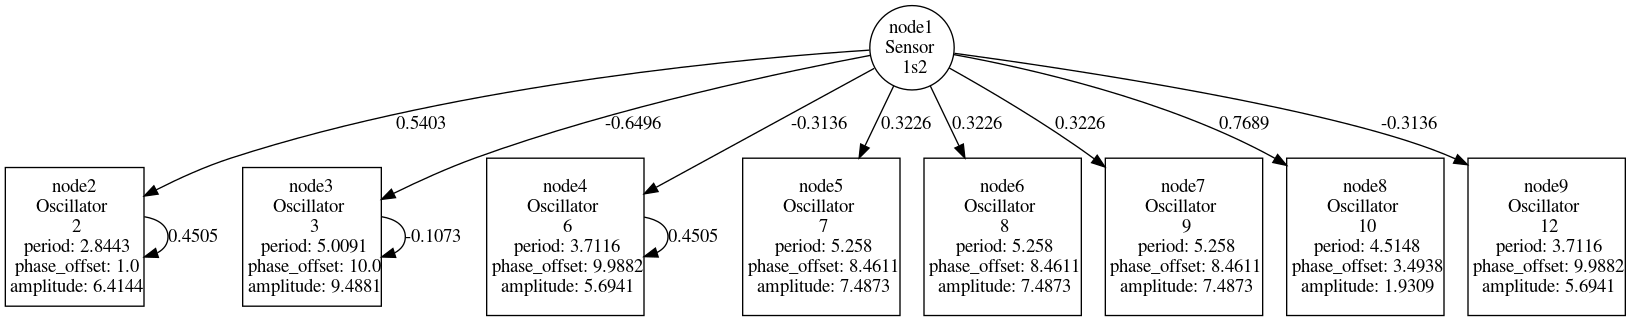 node1
Sensor
1s2
0.5403
-0.6496
-0.3136
0.3226
0.3226
0.3226
0.7689
-0.3136
node2
Oscillator
2
period: 2.8443
phase_offset: 1.0
amplitude: 6.4144
0.4505
node3
Oscillator
3
period: 5.0091
phase_offset: 10.0
amplitude: 9.4881
-0.1073
node4
Oscillator
6
period: 3.7116
phase_offset: 9.9882
amplitude: 5.6941
0.4505
node5
Oscillator
7
period: 5.258
phase_offset: 8.4611
amplitude: 7.4873
node6
Oscillator
8
period: 5.258
phase_offset: 8.4611
amplitude: 7.4873
node7
Oscillator
9
period: 5.258
phase_offset: 8.4611
amplitude: 7.4873
node8
Oscillator
10
period: 4.5148
phase_offset: 3.4938
amplitude: 1.9309
node9
Oscillator
12
period: 3.7116
phase_offset: 9.9882
amplitude: 5.6941